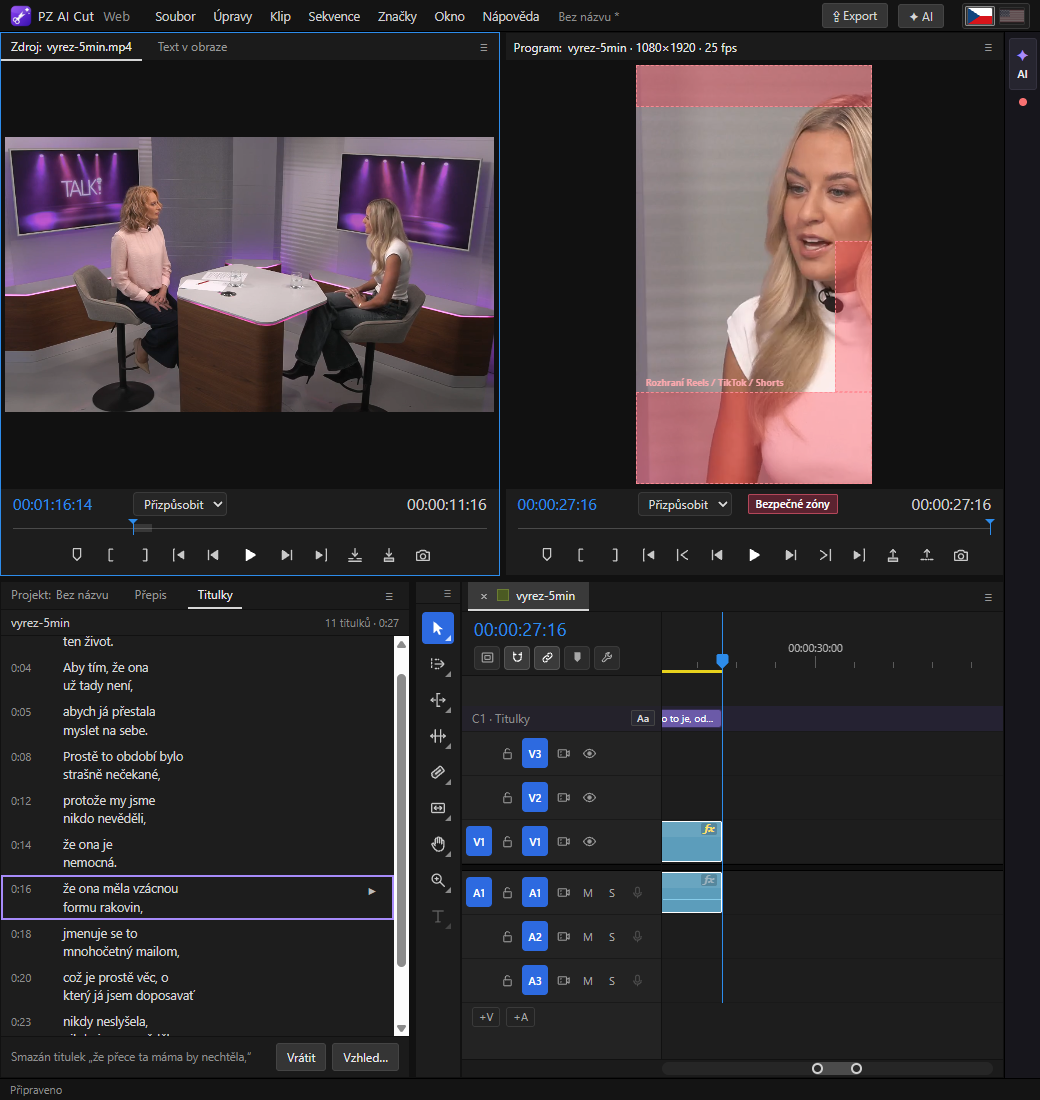 PZ AI Cut Web
Soubor Úpravy Klip Sekvence Značky Okno Nápověda
Bez názvu *
Export
AI
Zdroj: vyrez-5min.mp4
Text v obraze
Program: vyrez-5min · 1080×1920 · 25 fps
AI
TALK!
Rozhraní Reels / TikTok / Shorts
00:01:16:14
Přizpůsobit
00:00:11:16
00:00:27:16
Přizpůsobit
Bezpečné zóny
00:00:27:16
Projekt: Bez názvu
Přepis
Titulky
vyrez-5min
11 titulků · 0:27
ten život.
0:04 Aby tím, že ona
už tady není,
0:05 abych já přestala
myslet na sebe.
0:08 Prostě to období bylo
strašně nečekané,
0:12 protože my jsme
nikdo nevěděli,
0:14 že ona je
nemocná.
0:16 že ona měla vzácnou
formu rakovin,
0:18 jmenuje se to
mnohočetný mailom,
0:20 což je prostě věc, o
který já jsem doposavať
0:23 nikdy neslyšela,
Smazán titulek „že přece ta máma by nechtěla,“
Vrátit
Vzhled...
T
× vyrez-5min
00:00:27:16
00:00:30:00
C1 · Titulky
Aa
o to je, od...
V3
V2
V1 V1
fx
A1 A1 M S
fx
A2 M S
A3 M S
+V +A
Připraveno